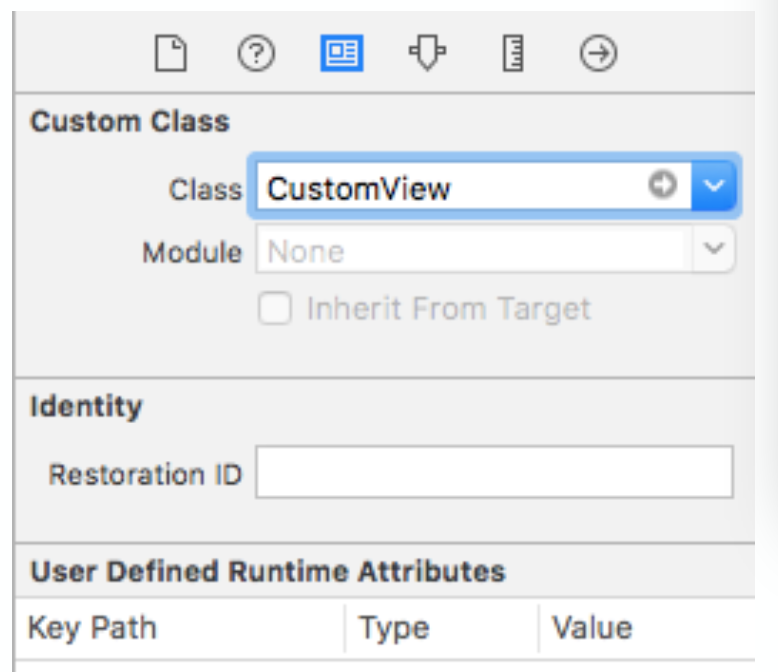 Custom Class
Class CustomView
Module None
Inherit From Target
Identity
Restoration ID
User Defined Runtime Attributes
Key Path Type Value